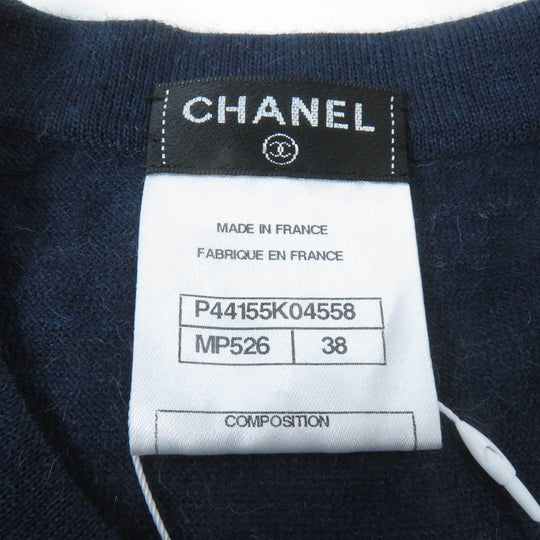 CHANEL
MADE IN FRANCE
FABRIQUE EN FRANCE
P44155K04558
MP526 38
COMPOSITION